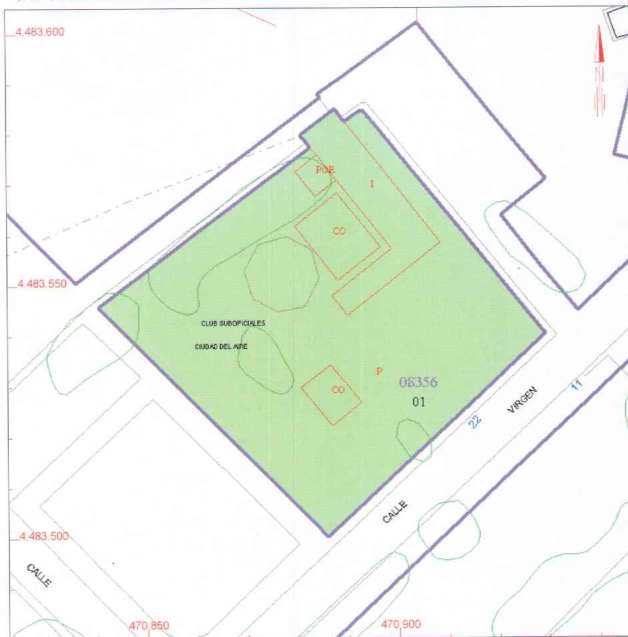 4,483,600
POR
I
CO
4,483,550
CLUB SUBOFICIALES
CIUDAD DEL AIRE
P
CO
08356
01
22
VIRGEN
11
CALLE
4,483,500
CALLE
470,850
470,900